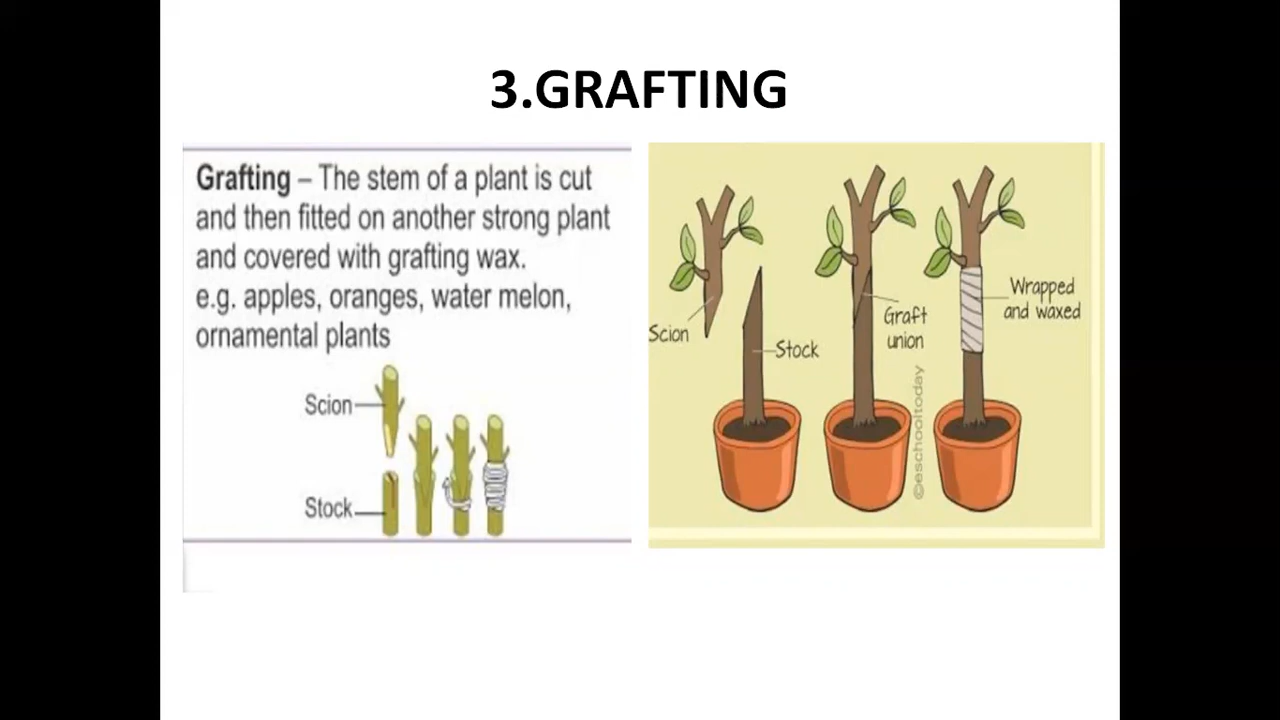 3.GRAFTING
Grafting – The stem of a plant is cut
and then fitted on another strong plant
and covered with grafting wax.
e.g. apples, oranges, water melon,
ornamental plants
Scion
Stock
Scion
Stock
Graft
union
Wrapped
and waxed
©eschooltoday